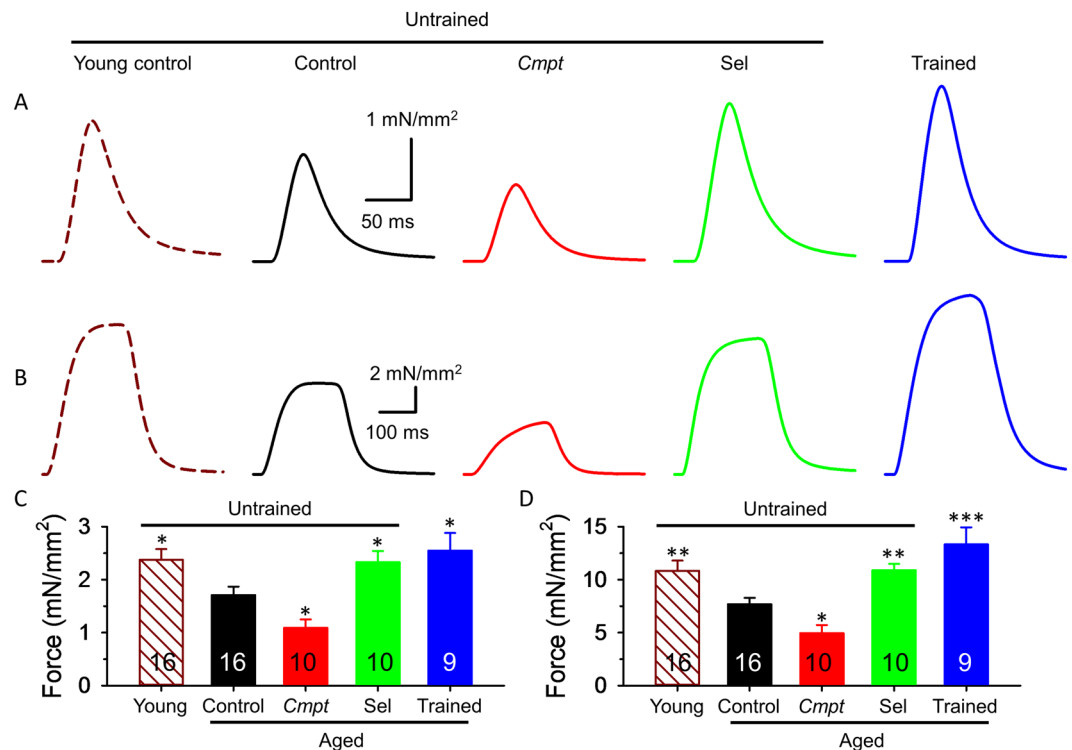 Untrained
Young control Control Cmpt Sel Trained
A
1 mN/mm²
50 ms
B
2 mN/mm²
100 ms
C
Untrained
Force (mN/mm²)
3
2
1
0
* * * *
16 16 10 10 9
Young Control Cmpt Sel Trained
Aged
D
Untrained
Force (mN/mm²)
15
10
5
0
** * ** ***
16 16 10 10 9
Young Control Cmpt Sel Trained
Aged